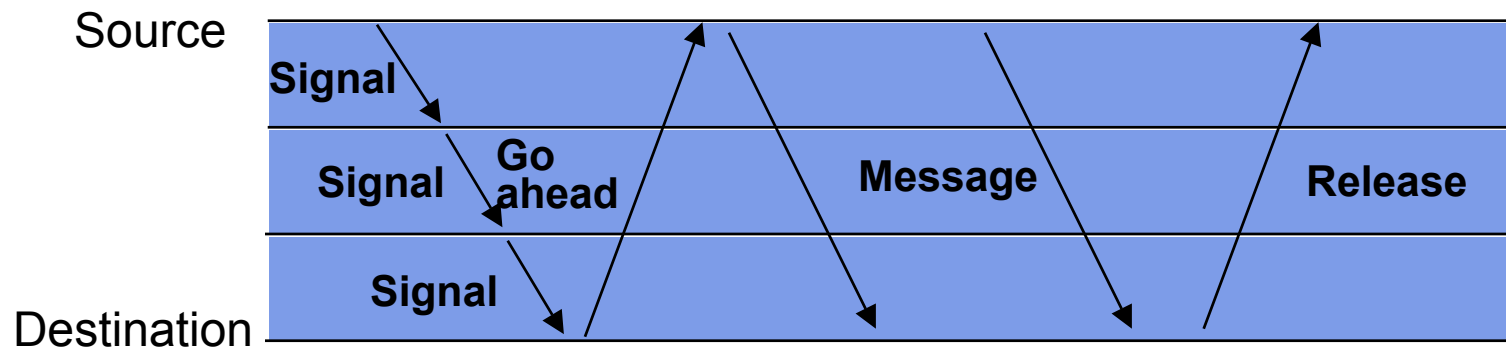 Source
Signal
Signal
Go
ahead
Message
Release
Signal
Destination